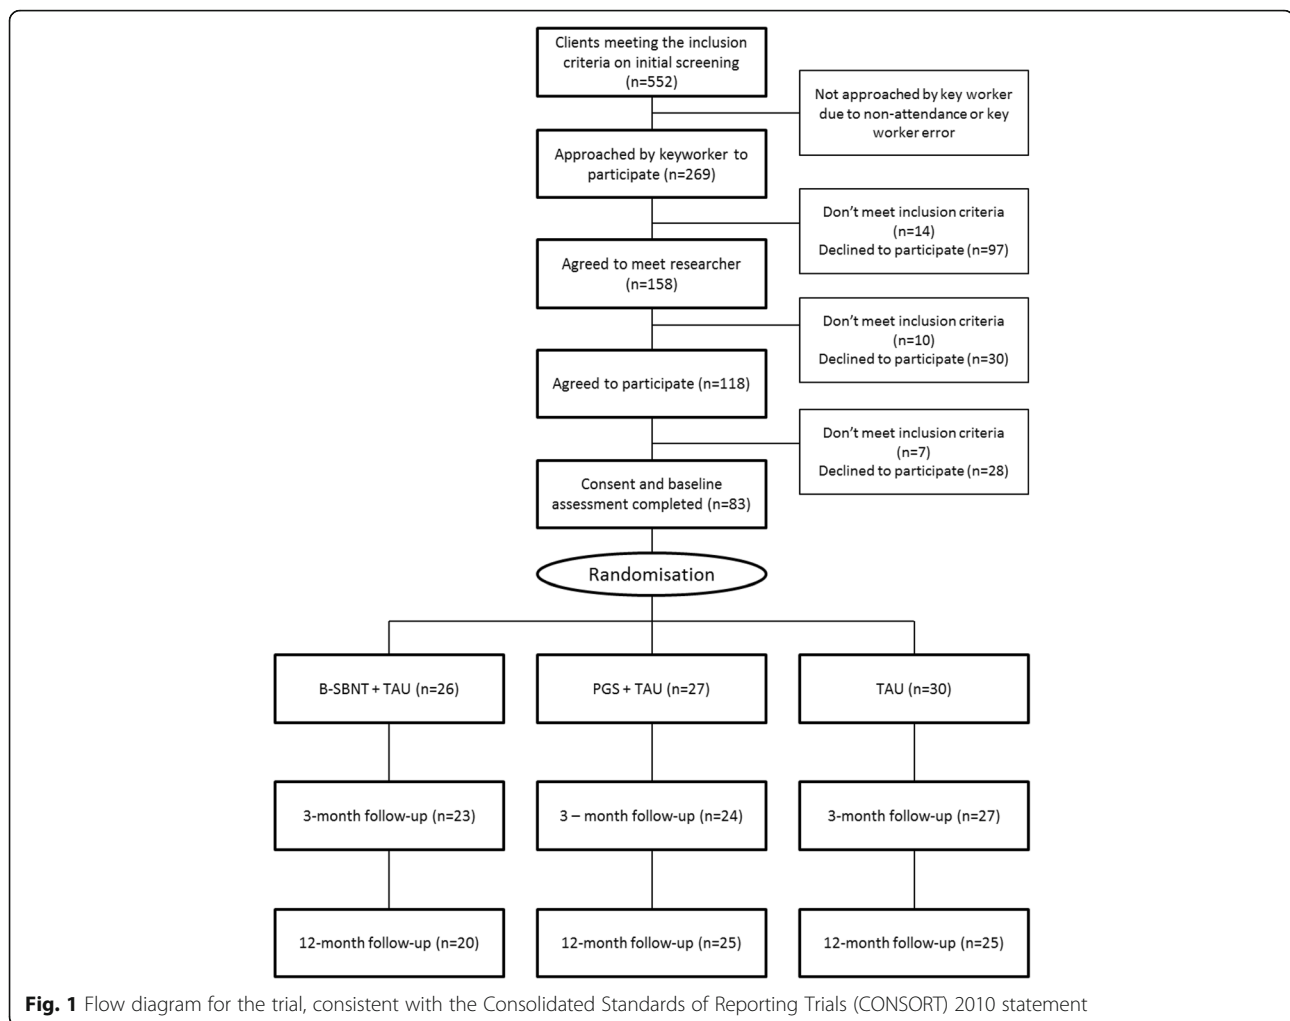 Clients meeting the inclusion
criteria on initial screening
(n=552)
Not approached by key worker
due to non-attendance or key
worker error
Approached by keyworker to
participate (n=269)
Don't meet inclusion criteria
(n=14)
Declined to participate (n=97)
Agreed to meet researcher
(n=158)
Don't meet inclusion criteria
(n=10)
Declined to participate (n=30)
Agreed to participate (n=118)
Don't meet inclusion criteria
(n=7)
Declined to participate (n=28)
Consent and baseline
assessment completed (n=83)
Randomisation
B-SBNT + TAU (n=26)
PGS + TAU (n=27)
TAU (n=30)
3-month follow-up (n=23)
3 – month follow-up (n=24)
3-month follow-up (n=27)
12-month follow-up (n=20)
12-month follow-up (n=25)
12-month follow-up (n=25)
Fig. 1 Flow diagram for the trial, consistent with the Consolidated Standards of Reporting Trials (CONSORT) 2010 statement